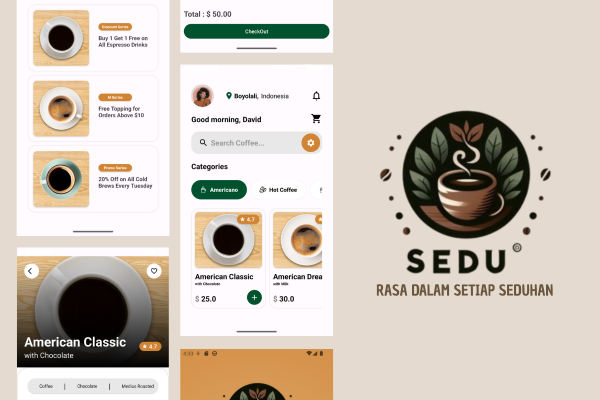 Diamond Series
Buy 1 Get 1 Free on
All Espresso Drinks
M Series
Free Topping for
Orders Above $10
Promo Series
20% Off on All Cold
Brews Every Tuesday
American Classic
with Chocolate
4.7
Coffee
Chocolate
Medius Roasted
Total : $ 50.00
CheckOut
Boyolali, Indonesia
Good morning, David
Search Coffee...
Categories
Americano
Hot Coffee
4.7
American Classic
with Chocolate
$ 25.0
American Drea
with Milk
$ 30.0
4:33
SEDU
RASA DALAM SETIAP SEDUHAN